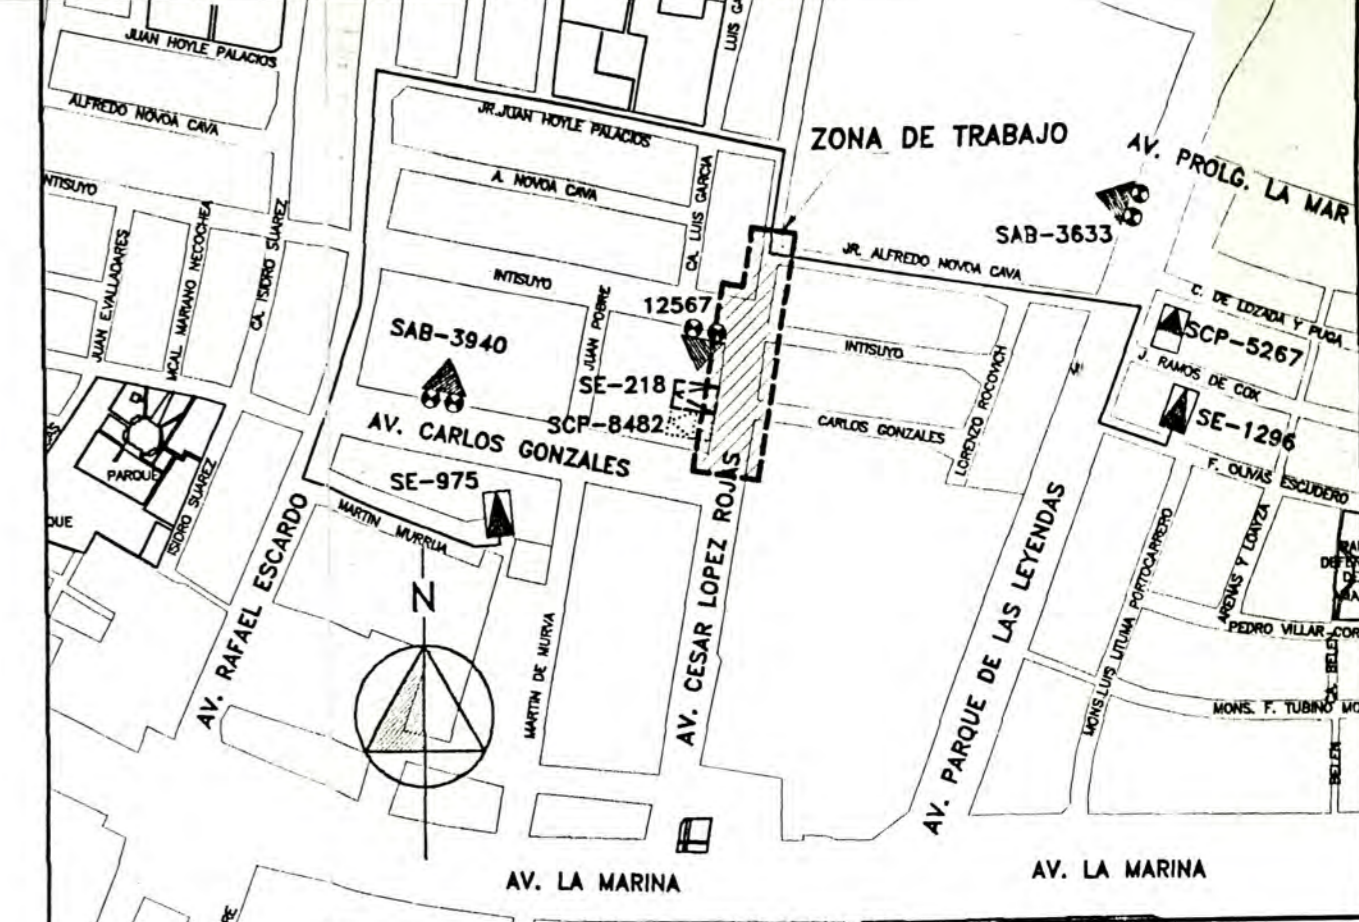 JUAN HOYLE PALACIOS
ALFREDO NOVOA CAVA
JR.JUAN HOYLE PALACIOS
ZONA DE TRABAJO
AV. PROLG. LA MAR
A. NOVOA CAVA
CA. LUIS GARCIA
SAB-3633
JR. ALFREDO NOVOA CAVA
JUAN E.VALLADARES
MCAL. MARIANO NECOCHEA
CA. ISIDRO SUAREZ
INTISUYO
JUAN POBRE
12567
C. DE LOZADA Y PUGA
SAB-3940
INTISUYO
SCP-5267
J. RAMOS DE COX
SE-218
SCP-8482
LORENZO ROCOVICH
SE-1296
AV. CARLOS GONZALES
CARLOS GONZALES
F. OLIVAS ESCUDERO
PARQUE
SE-975
ISIDRO SUAREZ
MARTIN MURRUA
AV. RAFAEL ESCARDO
N
MARTIN DE MURVA
AV. CESAR LOPEZ ROJAS
AV. PARQUE DE LAS LEYENDAS
MONS.LUIS LITUMA PORTOCARRERO
ARENAS Y LOAYZA
PEDRO VILLAR-COR
CA. BELEN
MONS. F. TUBINO MO
BELEN
AV. LA MARINA
AV. LA MARINA